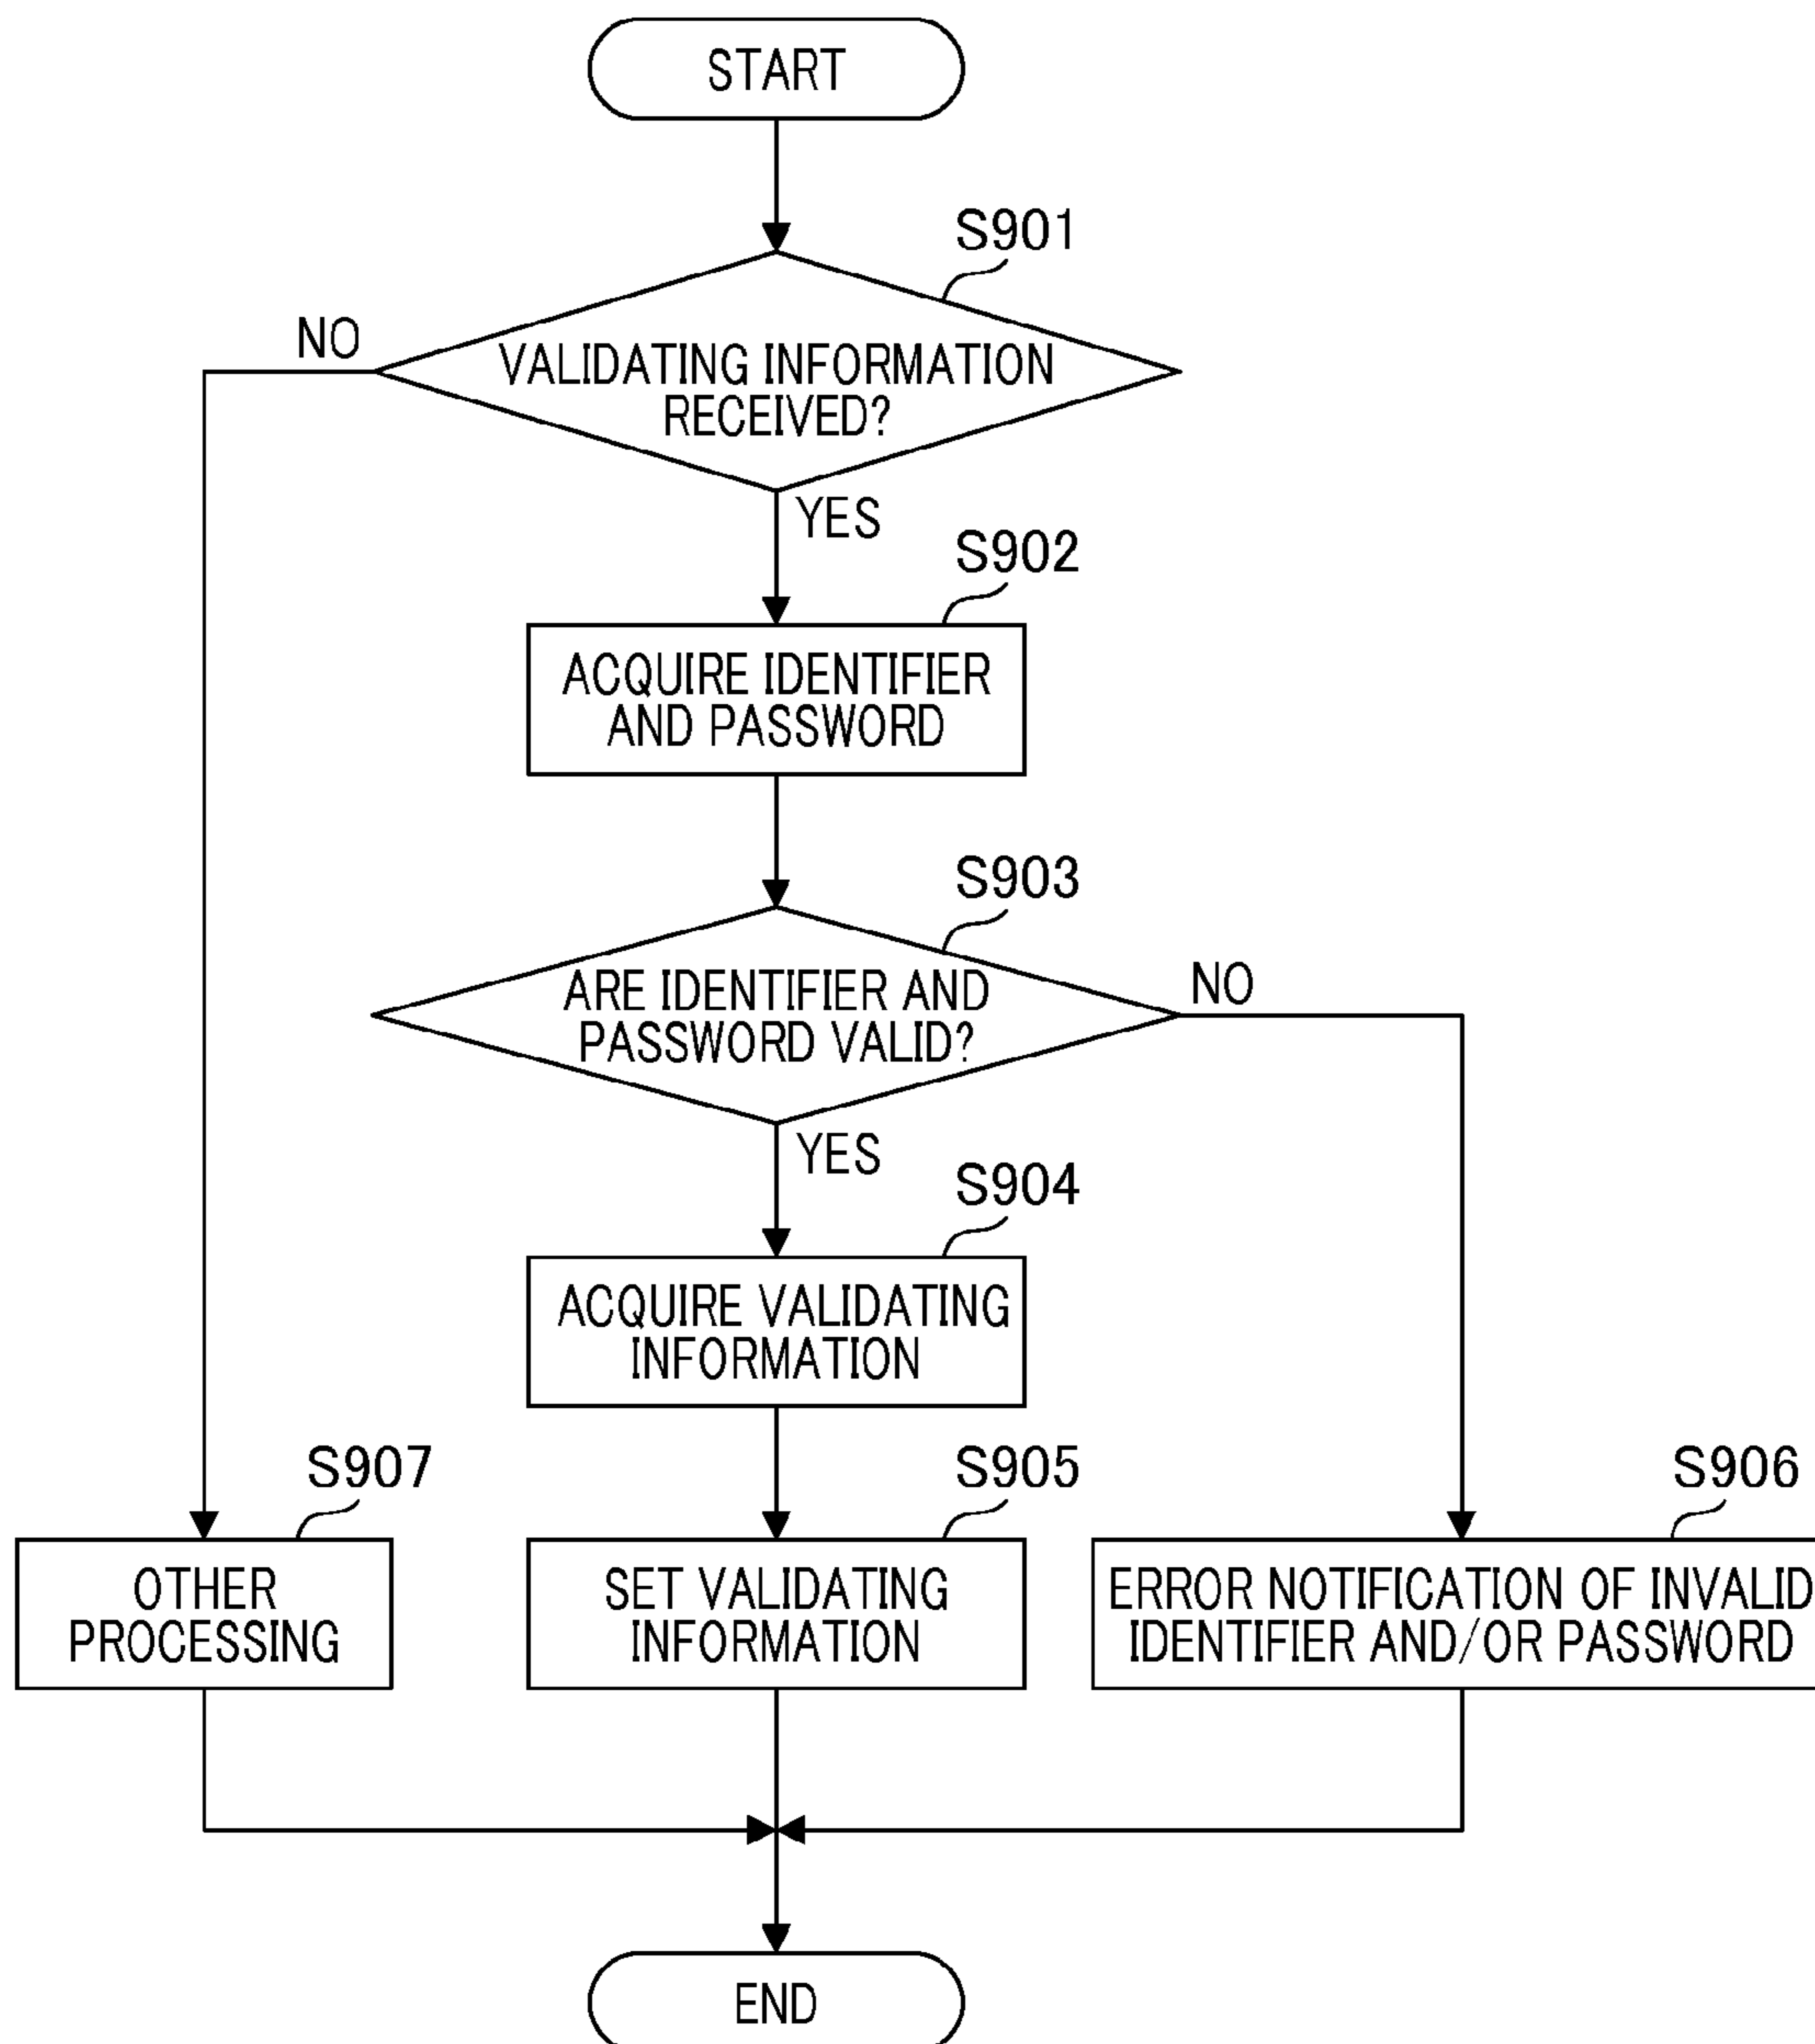 START
S901
NO
VALIDATING INFORMATION
RECEIVED?
YES
S902
ACQUIRE IDENTIFIER
AND PASSWORD
S903
ARE IDENTIFIER AND
PASSWORD VALID?
NO
YES
S904
ACQUIRE VALIDATING
INFORMATION
S907
OTHER
PROCESSING
S905
SET VALIDATING
INFORMATION
S906
ERROR NOTIFICATION OF INVALID
IDENTIFIER AND/OR PASSWORD
END